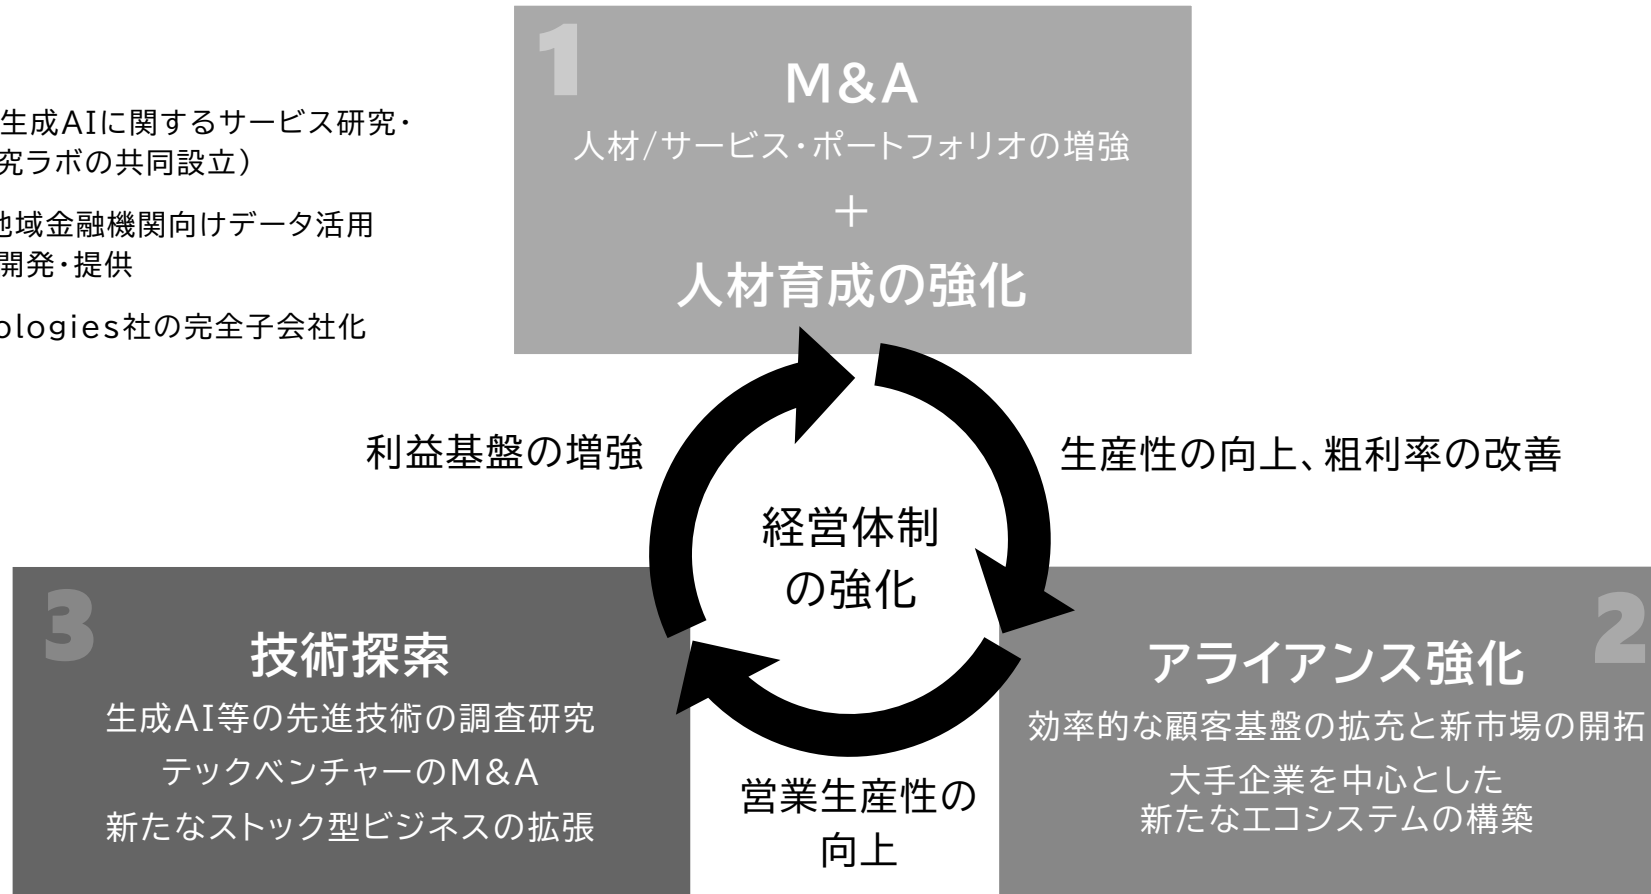 1
M&A
人材/サービス・ポートフォリオの増強
＋
人材育成の強化
生成AIに関するサービス研究・
究ラボの共同設立）
地域金融機関向けデータ活用
開発・提供
ologies社の完全子会社化
利益基盤の増強
生産性の向上、粗利率の改善
経営体制
の強化
3
技術探索
生成AI等の先進技術の調査研究
テックベンチャーのM&A
新たなストック型ビジネスの拡張
営業生産性の
向上
2
アライアンス強化
効率的な顧客基盤の拡充と新市場の開拓
大手企業を中心とした
新たなエコシステムの構築